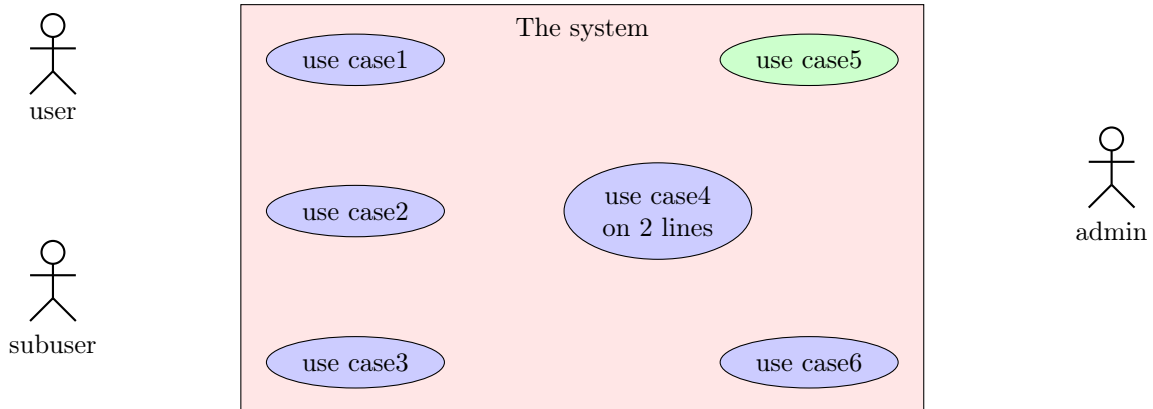 The system
use case1
use case5
user
use case2
use case4
on 2 lines
admin
subuser
use case3
use case6